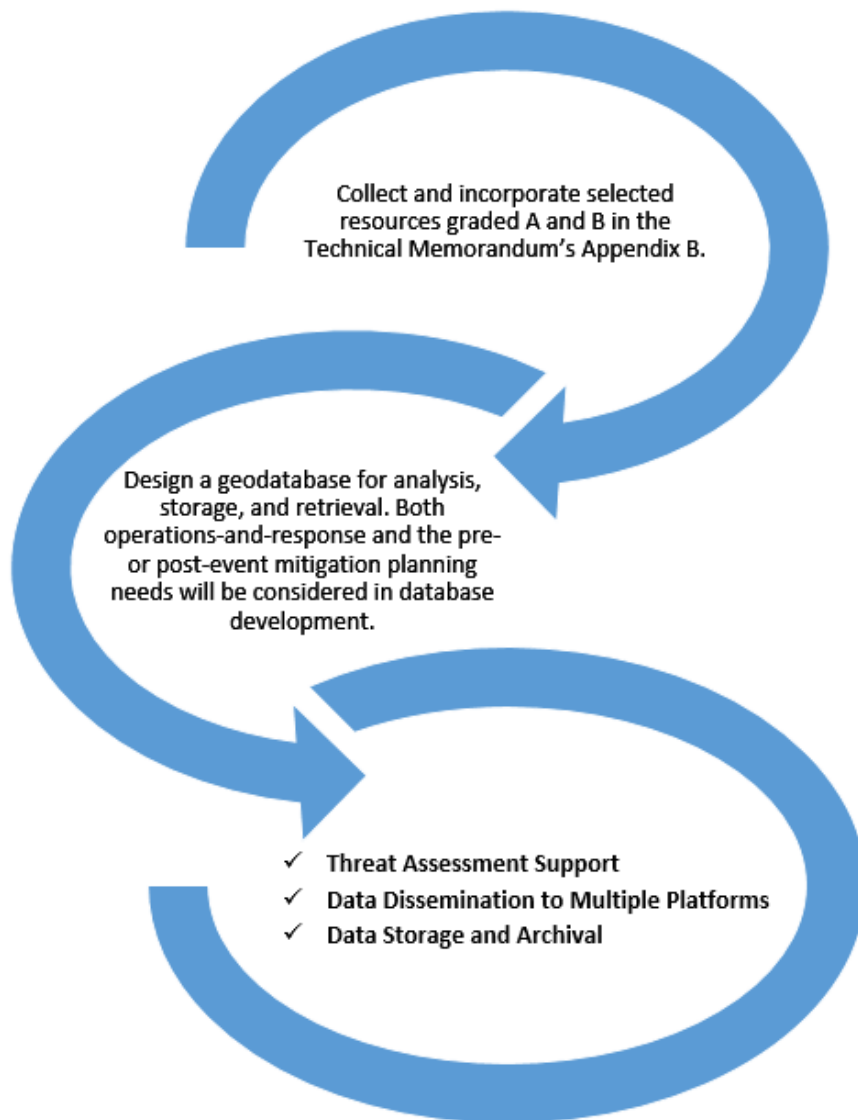 Collect and incorporate selected
resources graded A and B in the
Technical Memorandum’s Appendix B.
Design a geodatabase for analysis,
storage, and retrieval. Both
operations-and-response and the pre-
or post-event mitigation planning
needs will be considered in database
development.
✓ Threat Assessment Support
✓ Data Dissemination to Multiple Platforms
✓ Data Storage and Archival